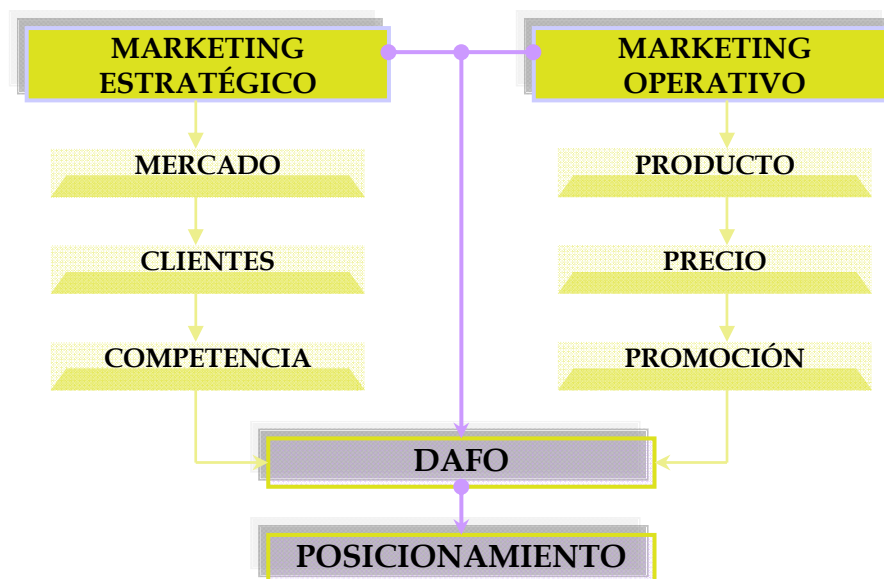 MARKETING
ESTRATÉGICO
MARKETING
OPERATIVO
MERCADO
PRODUCTO
CLIENTES
PRECIO
COMPETENCIA
PROMOCIÓN
DAFO
POSICIONAMIENTO